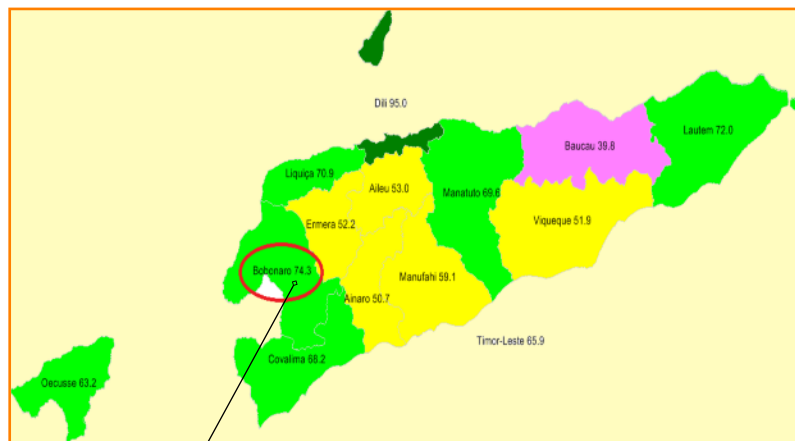 Dili 95.0
Lautem 72.0
Baucau 39.8
Liquiça 70.9
Aileu 53.0
Manatuto 69.6
Viqueque 51.9
Ermera 52.2
Bobonaro 74.3
Manufahi 59.1
Ainaro 50.7
Timor-Leste 65.9
Covalima 68.2
Oecusse 63.2